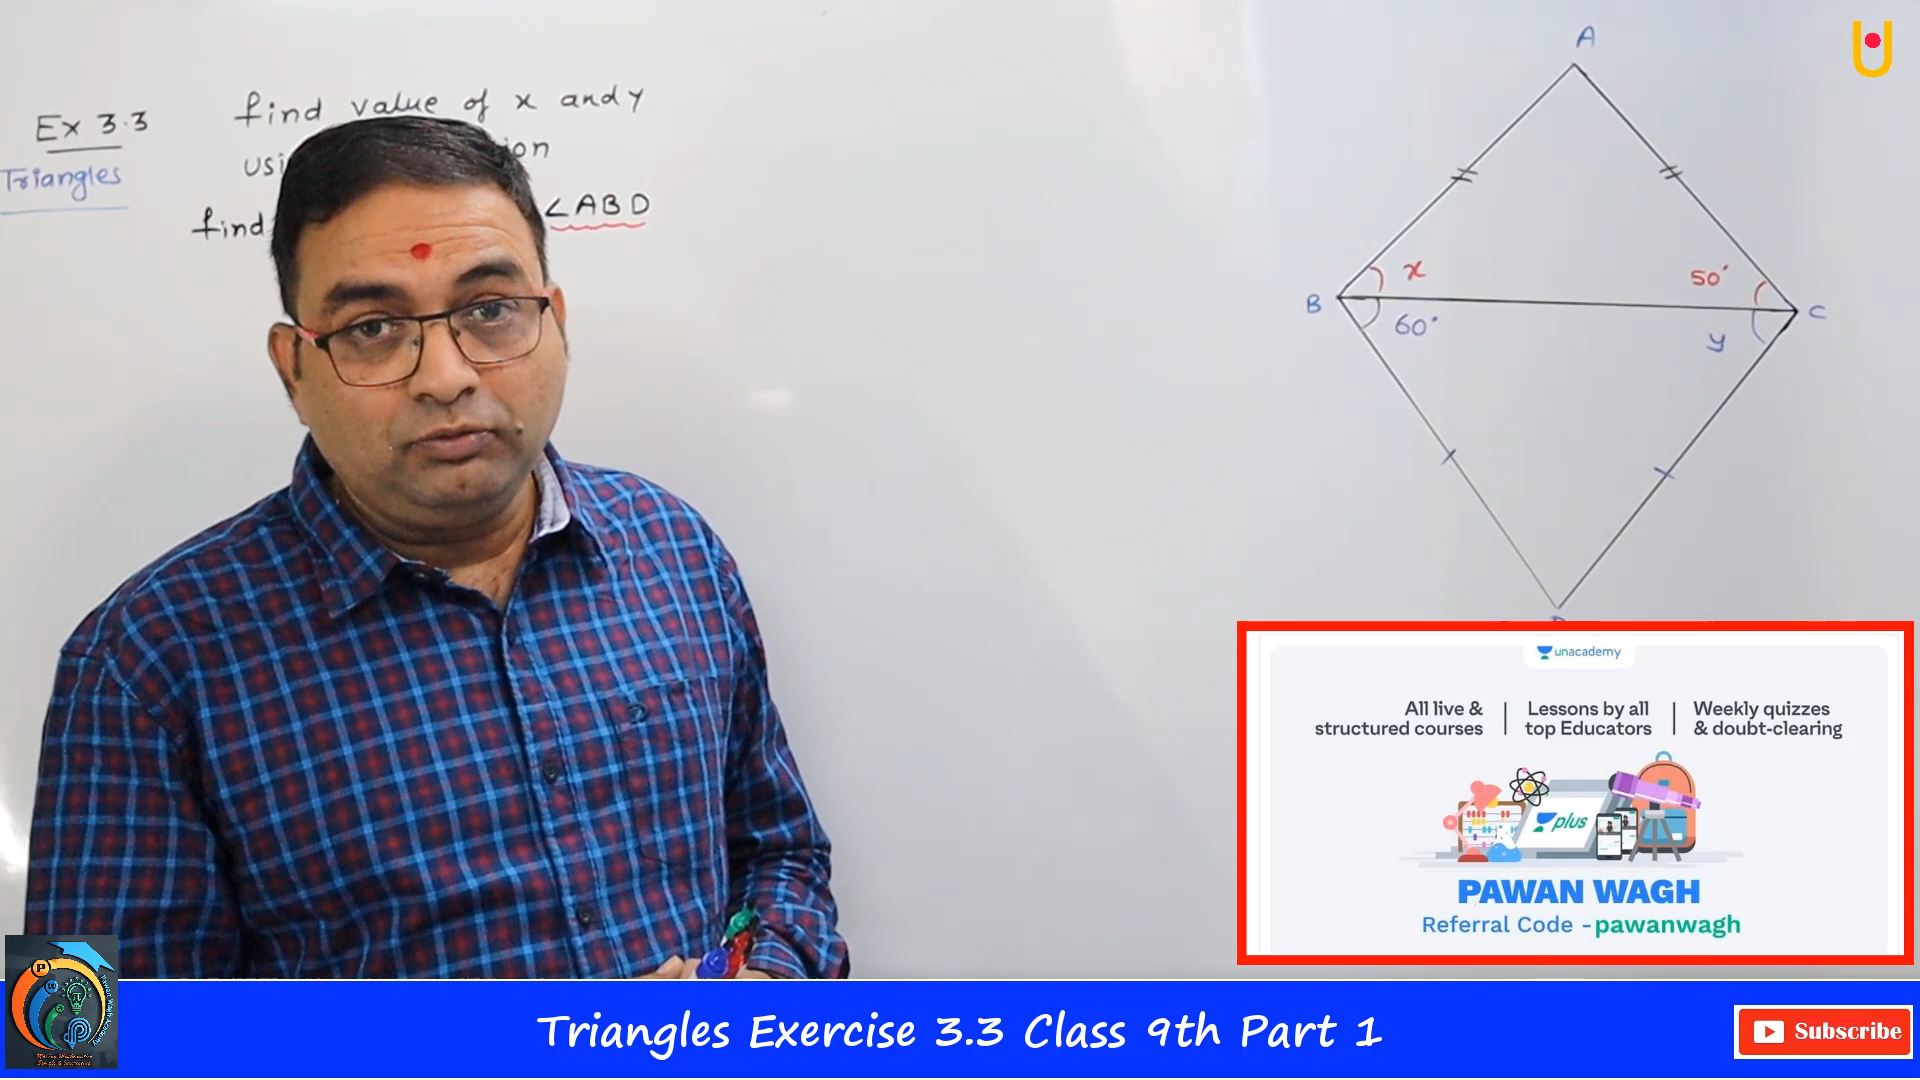 Ex 3.3
Triangles
find value of x and y
find
∠ABD
A
x
50°
B
60°
C
y
unacademy
All live & structured courses
Lessons by all top Educators
Weekly quizzes & doubt-clearing
plus
PAWAN WAGH
Referral Code - pawanwagh
Triangles Exercise 3.3 Class 9th Part 1
Subscribe